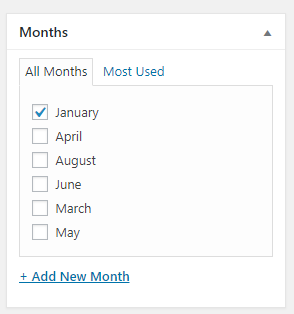 Months
All Months Most Used
January
April
August
June
March
May
+ Add New Month